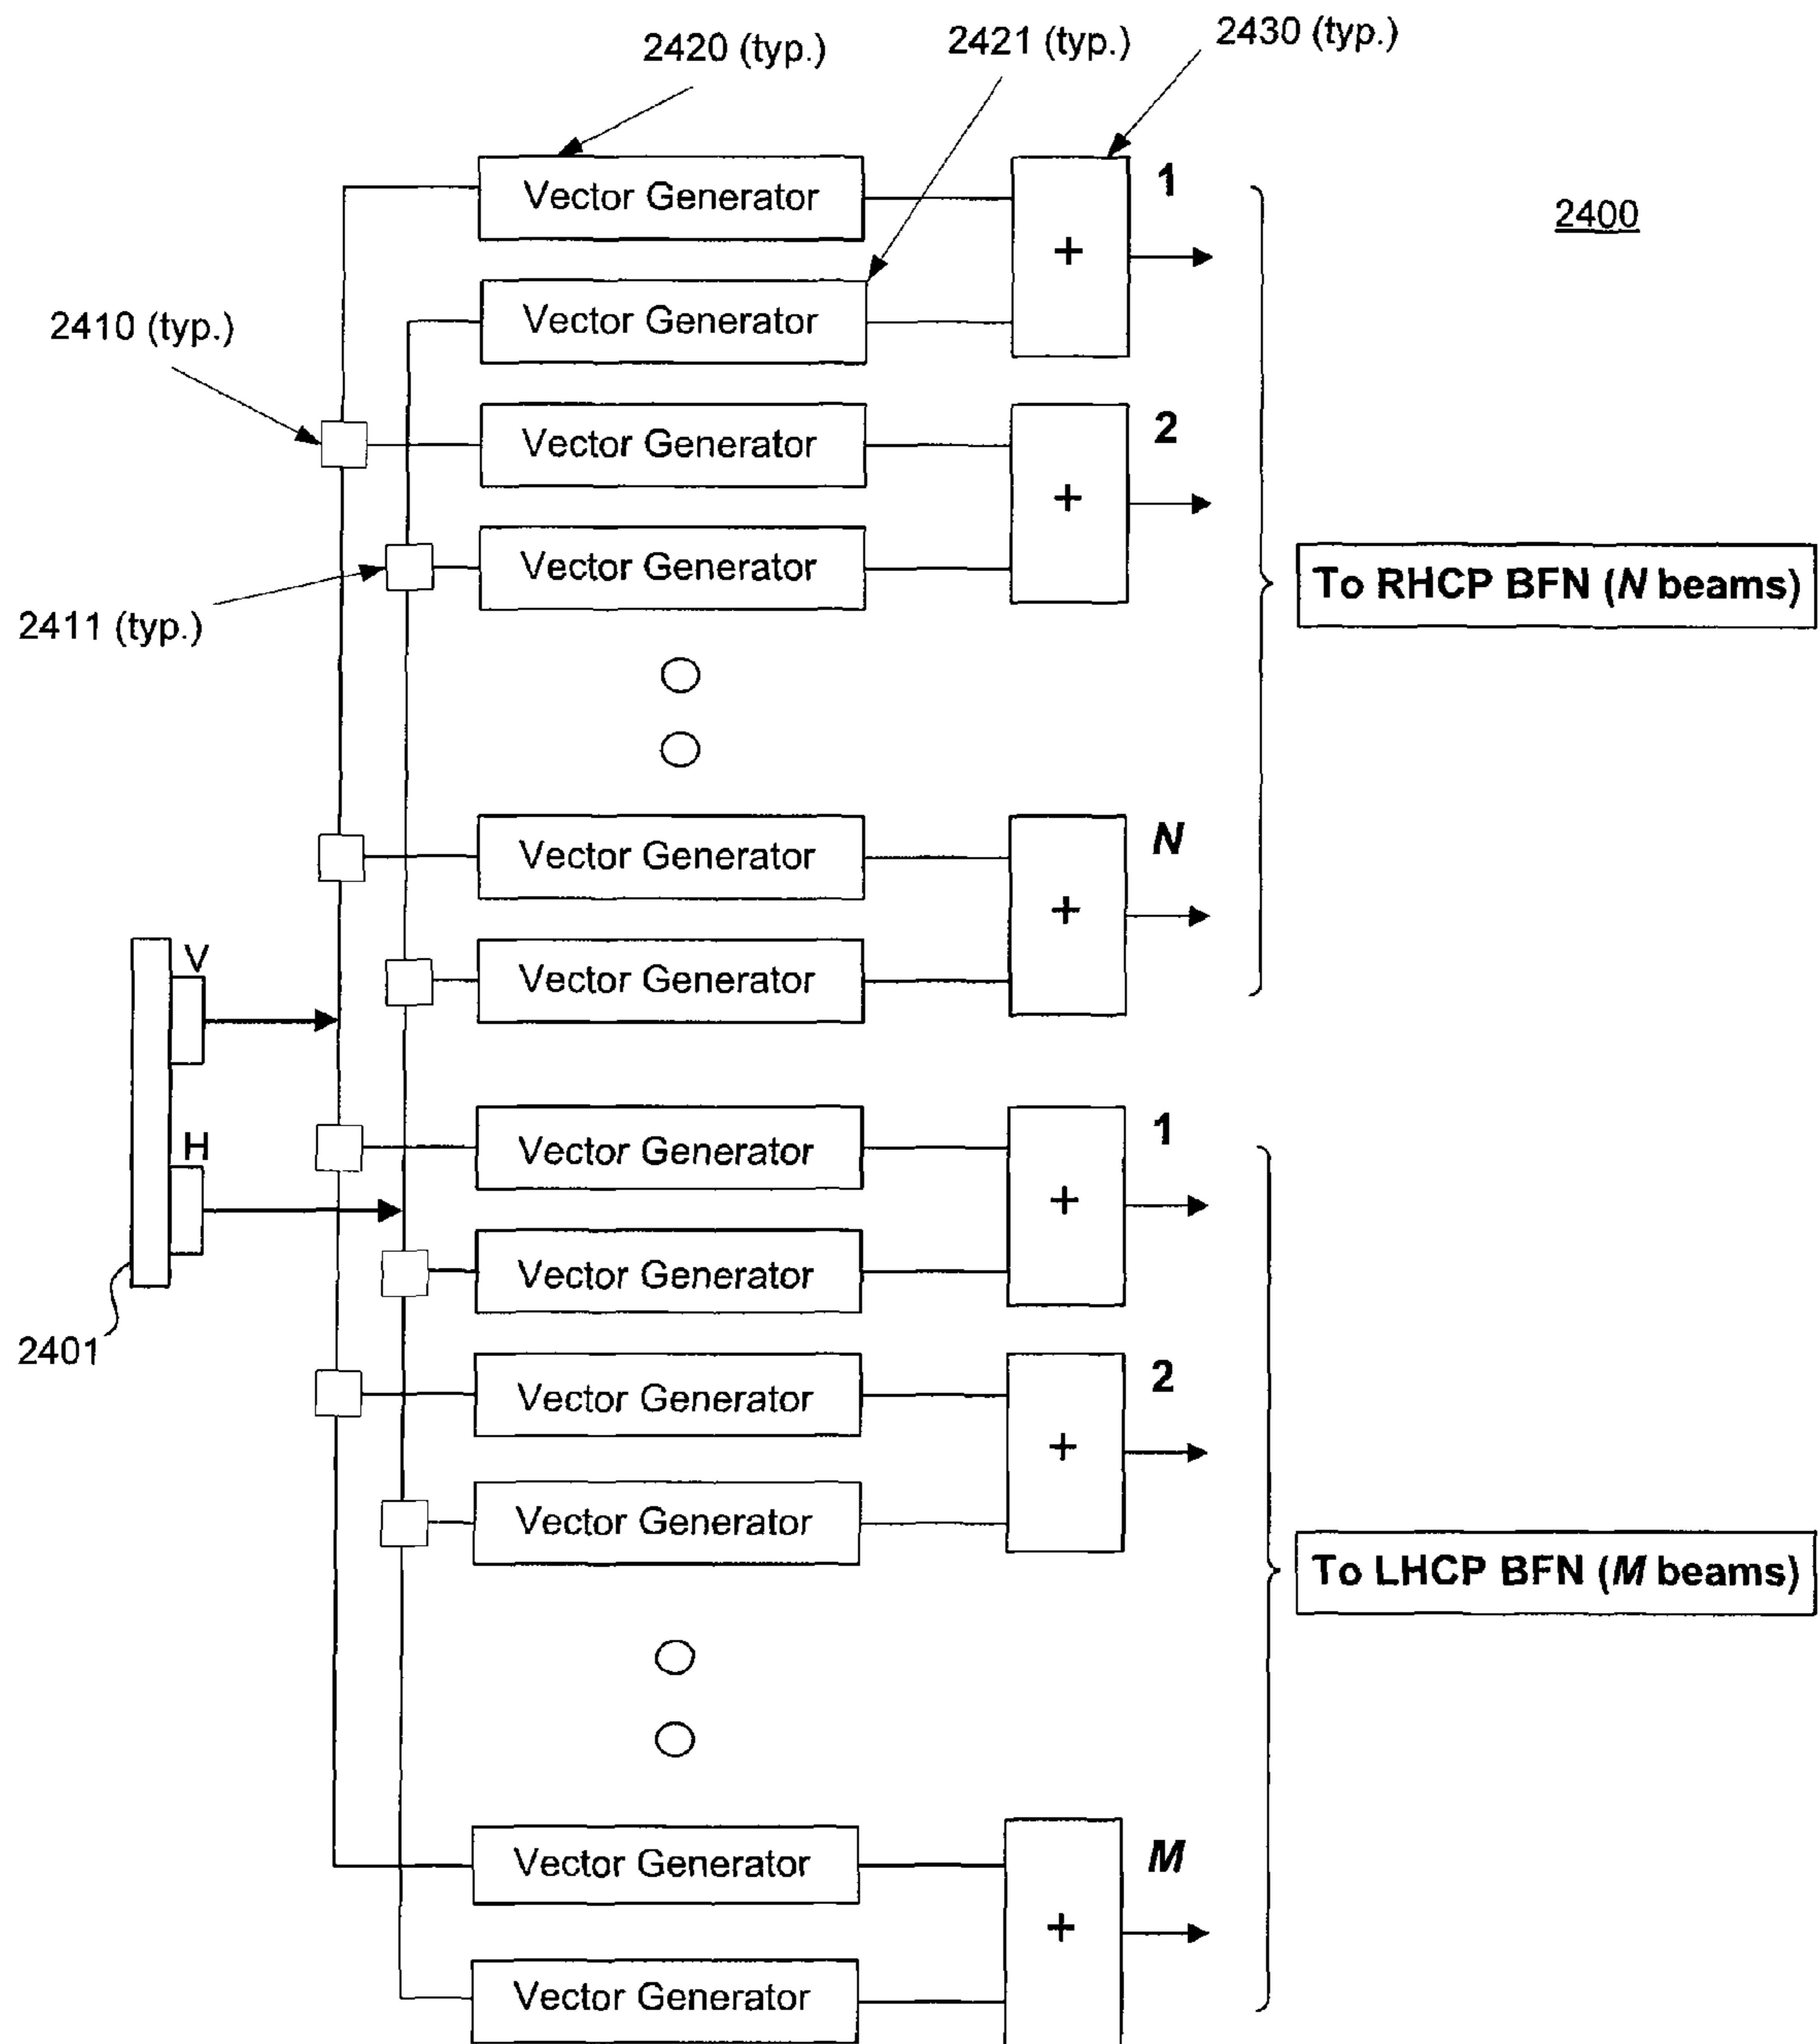 2420 (typ.)
2421 (typ.)
2430 (typ.)
2400
Vector Generator
1
+
Vector Generator
2410 (typ.)
Vector Generator
2
+
Vector Generator
2411 (typ.)
To RHCP BFN (N beams)
Vector Generator
N
+
Vector Generator
V
H
2401
Vector Generator
1
+
Vector Generator
Vector Generator
2
+
Vector Generator
To LHCP BFN (M beams)
Vector Generator
M
+
Vector Generator